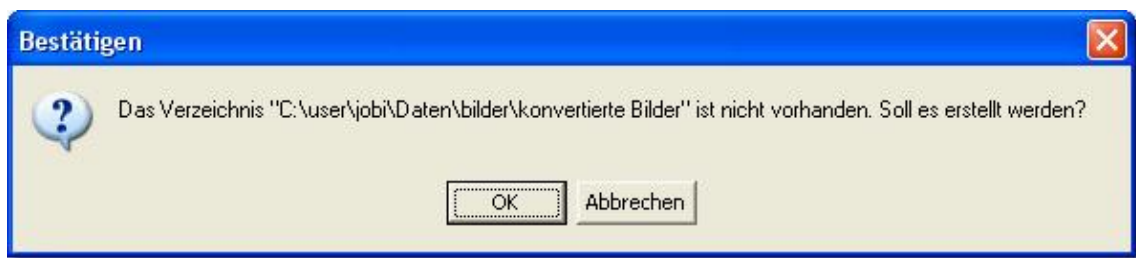 Bestätigen
Das Verzeichnis "C:\user\jobi\Daten\bilder\konvertierte Bilder" ist nicht vorhanden. Soll es erstellt werden?
OK
Abbrechen